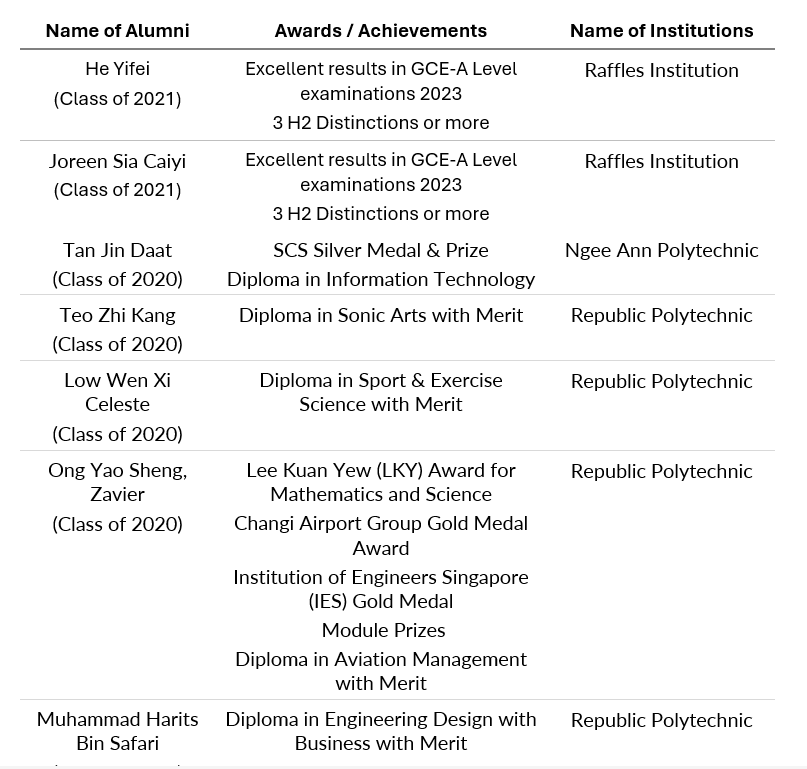 Name of Alumni Awards / Achievements Name of Institutions
He Yifei
(Class of 2021)
Excellent results in GCE-A Level
examinations 2023
3 H2 Distinctions or more
Raffles Institution
Joreen Sia Caiyi
(Class of 2021)
Excellent results in GCE-A Level
examinations 2023
3 H2 Distinctions or more
Raffles Institution
Tan Jin Daat
(Class of 2020)
SCS Silver Medal & Prize
Diploma in Information Technology
Ngee Ann Polytechnic
Teo Zhi Kang
(Class of 2020)
Diploma in Sonic Arts with Merit
Republic Polytechnic
Low Wen Xi
Celeste
(Class of 2020)
Diploma in Sport & Exercise
Science with Merit
Republic Polytechnic
Ong Yao Sheng,
Zavier
(Class of 2020)
Lee Kuan Yew (LKY) Award for
Mathematics and Science
Changi Airport Group Gold Medal
Award
Institution of Engineers Singapore
(IES) Gold Medal
Module Prizes
Diploma in Aviation Management
with Merit
Republic Polytechnic
Muhammad Harits
Bin Safari
Diploma in Engineering Design with
Business with Merit
Republic Polytechnic